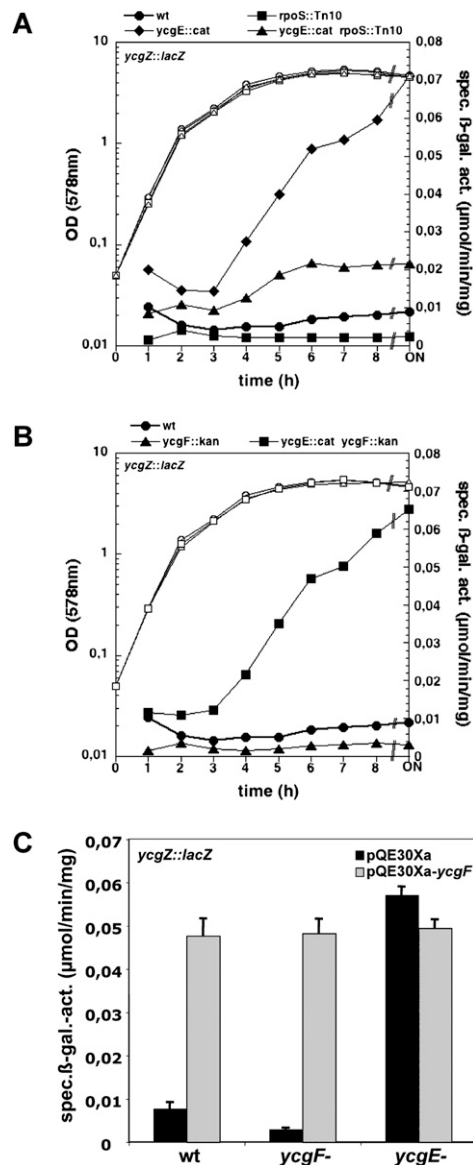 A
wt rpoS::Tn10
ycgE::cat ycgE::cat rpoS::Tn10
ycgZ::lacZ
10
1
0,1
0,01
OD (578nm)
0,08
0,07
0,06
0,05
0,04
0,03
0,02
0,01
0
spec. ß-gal. act. (µmol/min/mg)
0 1 2 3 4 5 6 7 8 ON
time (h)
B
wt
ycgF::kan ycgE::cat ycgF::kan
ycgZ::lacZ
10
1
0,1
0,01
OD (578nm)
0,08
0,07
0,06
0,05
0,04
0,03
0,02
0,01
0
spec. ß-gal. act. (µmol/min/mg)
0 1 2 3 4 5 6 7 8 ON
time (h)
C
ycgZ::lacZ
pQE30Xa
pQE30Xa-ycgF
0,07
0,06
0,05
0,04
0,03
0,02
0,01
0
spec.ß-gal.-act. (µmol/min/mg)
wt ycgF- ycgE-